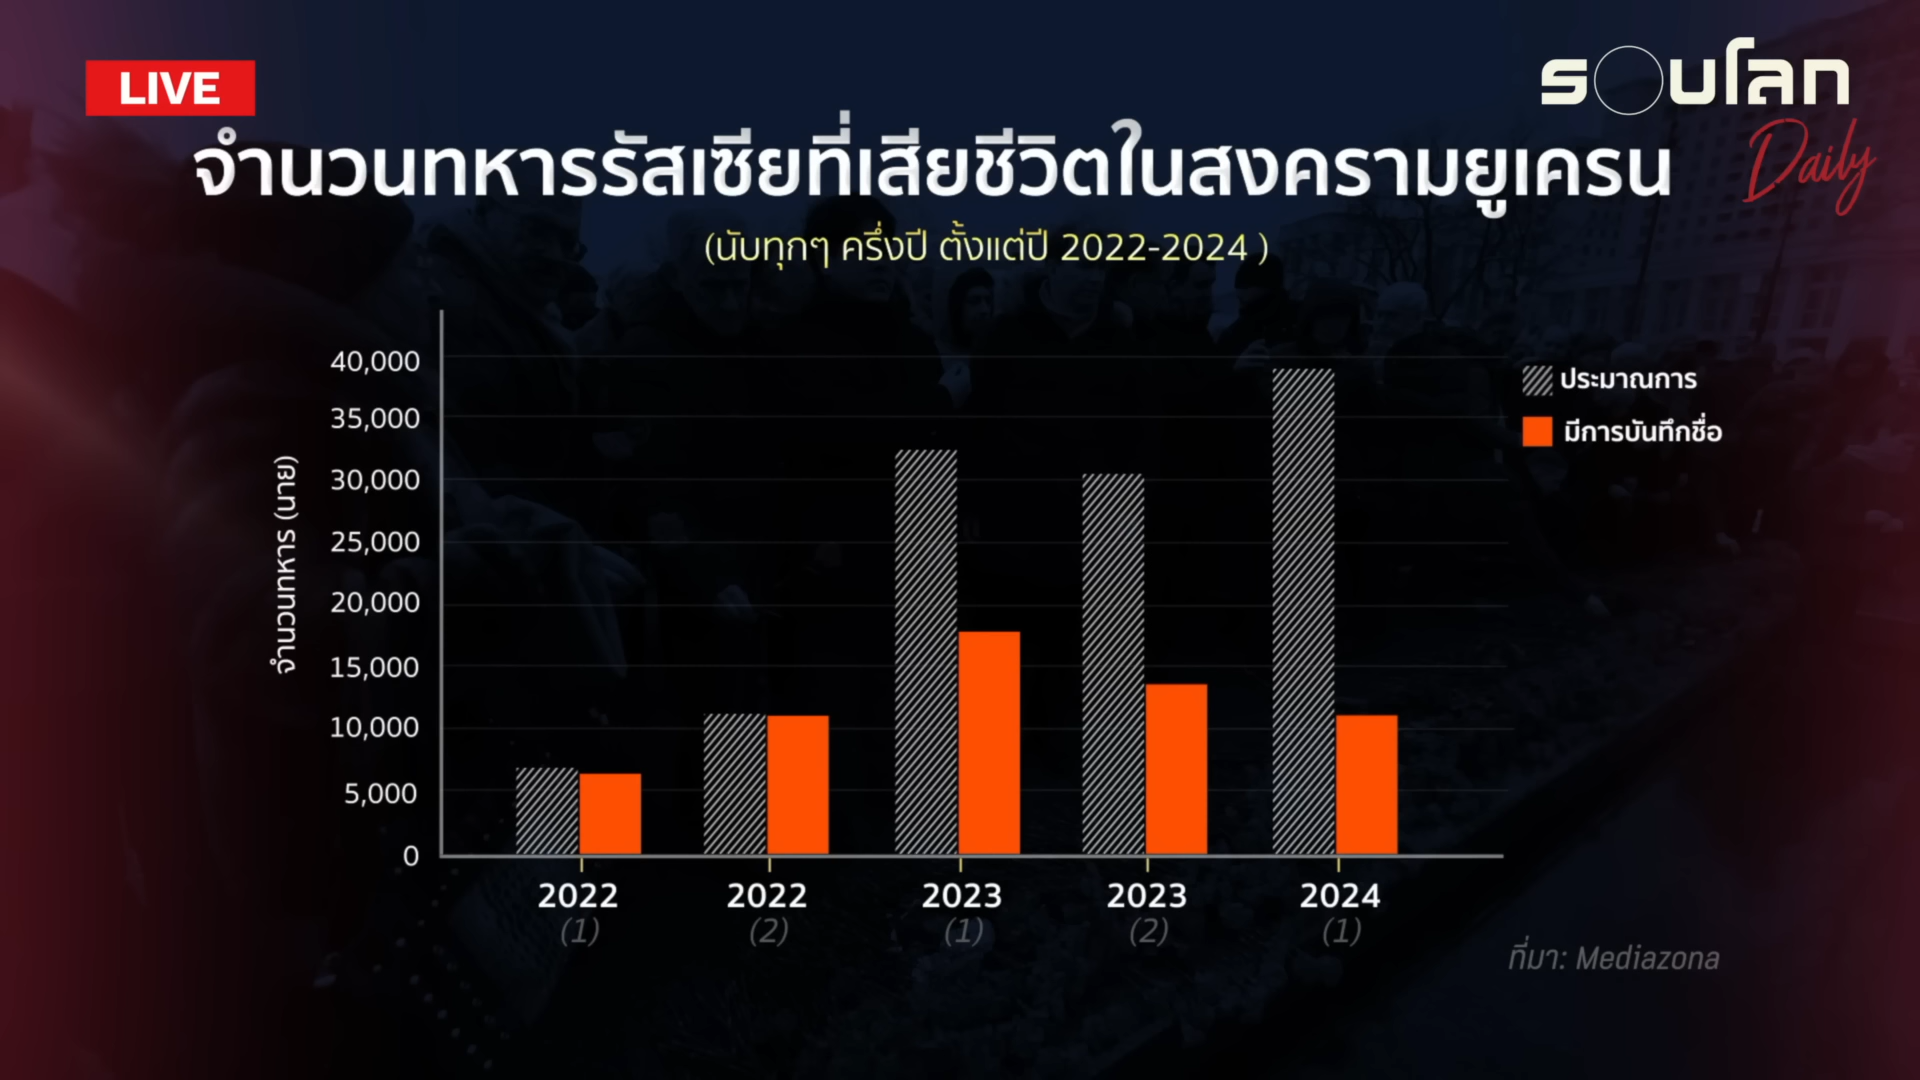 LIVE
รอบโลก
Daily
จำนวนทหารรัสเซียที่เสียชีวิตในสงครามยูเครน
(นับทุกๆ ครึ่งปี ตั้งแต่ปี 2022-2024 )
จำนวนทหาร (นาย)
40,000
35,000
30,000
25,000
20,000
15,000
10,000
5,000
0
ประมาณการ
มีการบันทึกชื่อ
2022 2022 2023 2023 2024
(1) (2) (1) (2) (1)
ที่มา: Mediazona